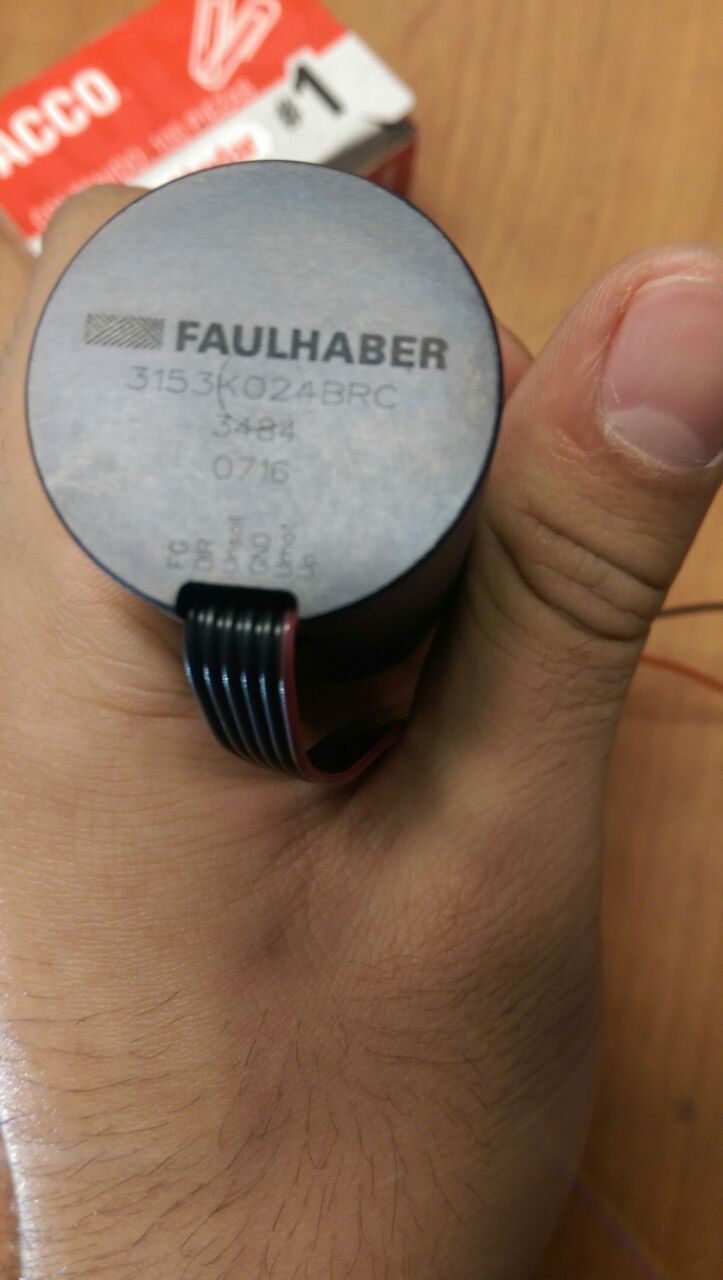 ACCO
#1
FAULHABER
3153K024BRC
3484
0716
FG
DIR
Unsoll
GND
Umot
Up